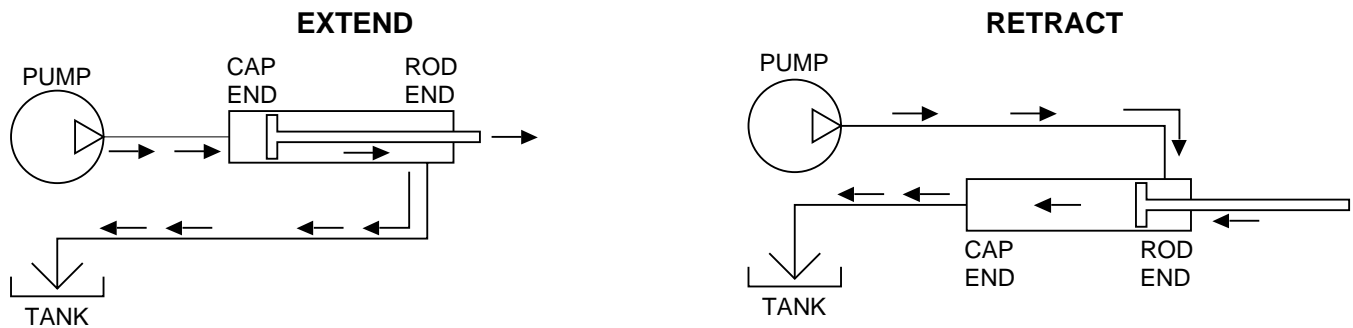 EXTEND
PUMP
CAP
END
ROD
END
TANK
RETRACT
PUMP
CAP
END
ROD
END
TANK